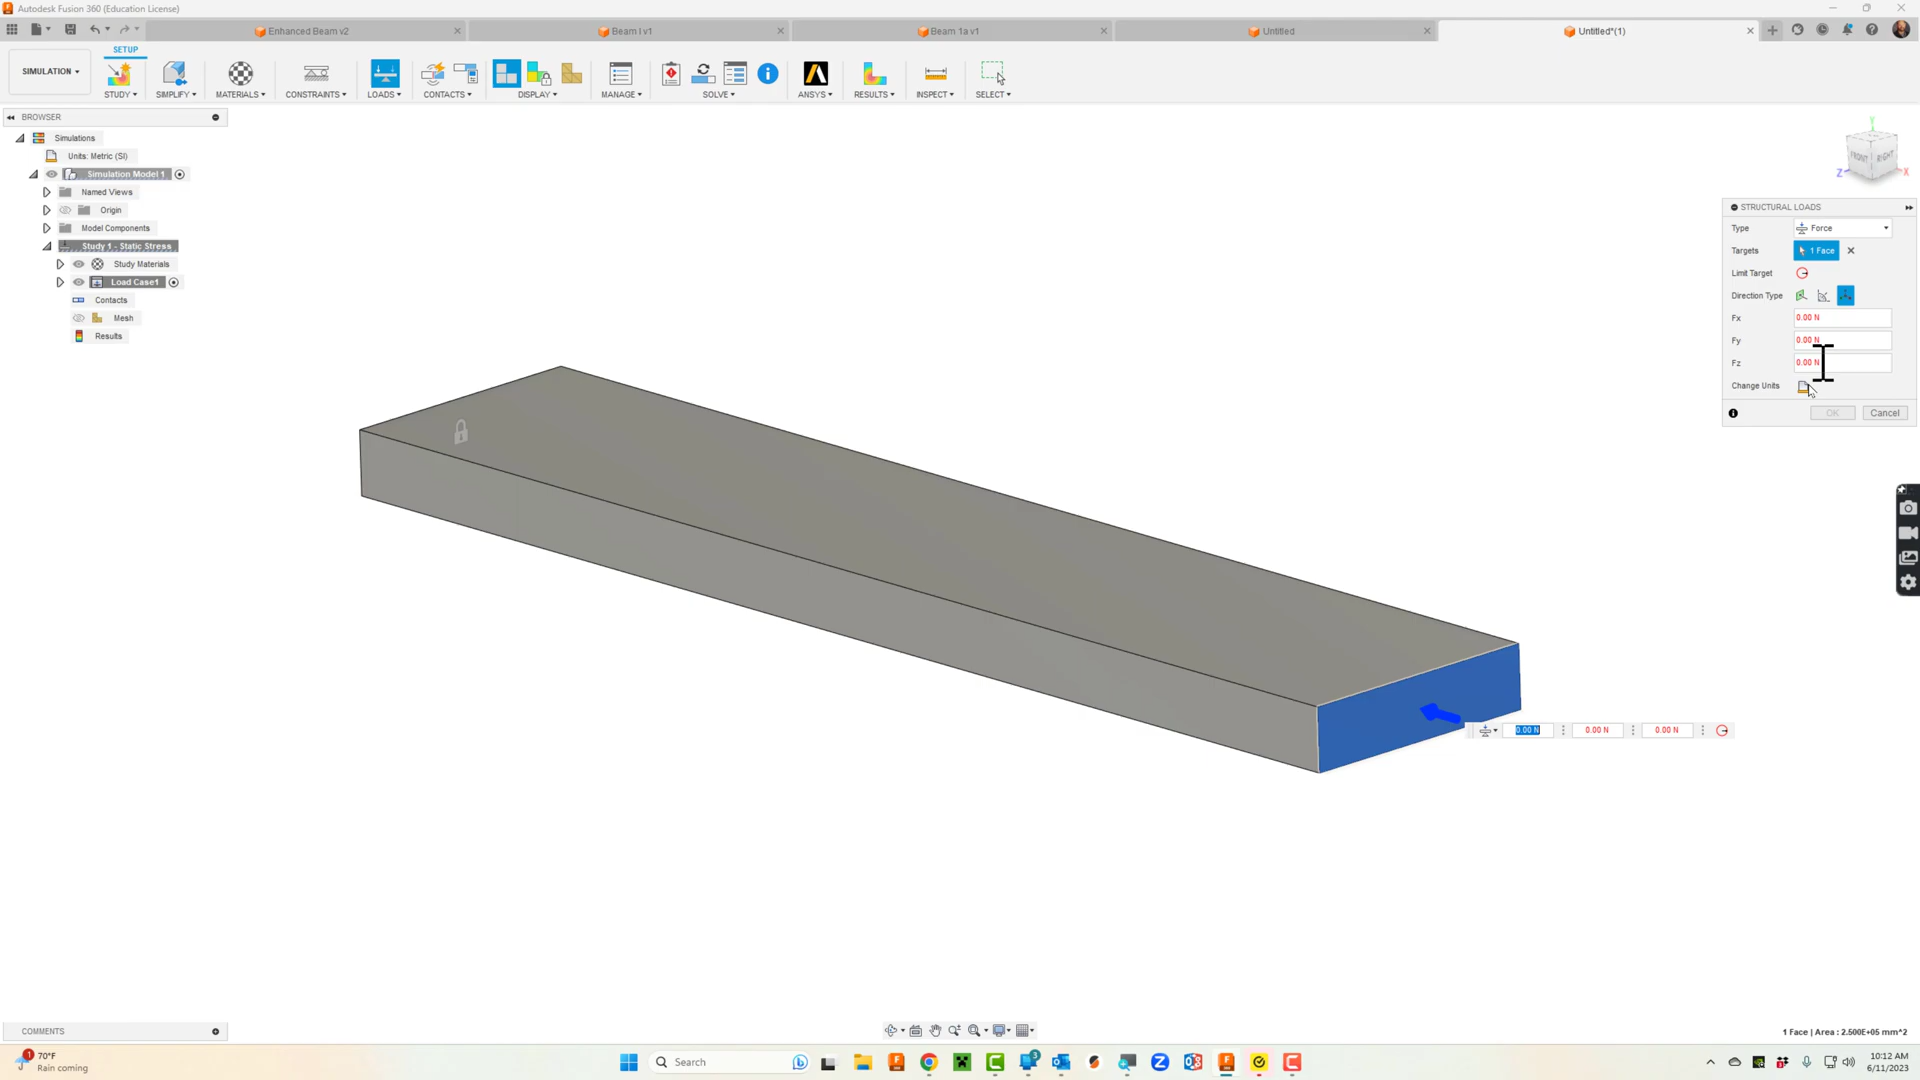 Autodesk Fusion 360 (Education License)
Enhanced Beam v2
Beam I v1
Beam 1a v1
Untitled
Untitled*(1)
SETUP
SIMULATION
STUDY
SIMPLIFY
MATERIALS
CONSTRAINTS
LOADS
CONTACTS
DISPLAY
MANAGE
SOLVE
ANSYS
RESULTS
INSPECT
SELECT
BROWSER
Simulations
Units: Metric (SI)
Simulation Model 1
Named Views
Origin
Model Components
Study 1 - Static Stress
Study Materials
Load Case1
Contacts
Mesh
Results
Y
FRONT
RIGHT
Z
X
STRUCTURAL LOADS
Type
Force
Targets
1 Face
Limit Target
Direction Type
Fx
0.00 N
Fy
0.00 N
Fz
0.00 N
Change Units
OK
Cancel
0.00 N
0.00 N
0.00 N
COMMENTS
1 Face | Area : 2.500E+05 mm^2
1
70°F
Rain coming
Search
3
10:12 AM
6/11/2023